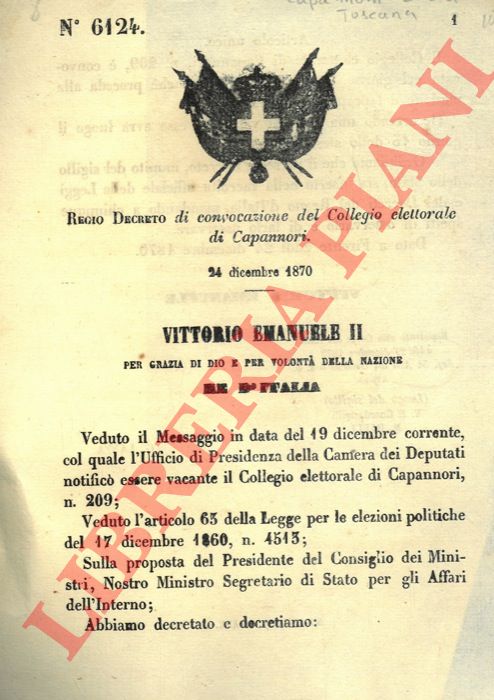 Toscana
1
N° 6124.
REGIO DECRETO di convocazione del Collegio elettorale
di Capannori.
24 dicembre 1870
VITTORIO EMANUELE II
PER GRAZIA DI DIO E PER VOLONTÀ DELLA NAZIONE
RE D'ITALIA
Veduto il Messaggio in data del 19 dicembre corrente,
col quale l'Ufficio di Presidenza della Camera dei Deputati
notificò essere vacante il Collegio elettorale di Capannori,
n. 209;
Veduto l'articolo 63 della Legge per le elezioni politiche
del 17 dicembre 1860, n. 4513;
Sulla proposta del Presidente del Consiglio dei Mini-
stri, Nostro Ministro Segretario di Stato per gli Affari
dell'Interno;
Abbiamo decretato e decretiamo:
LIBRERIA PIANI